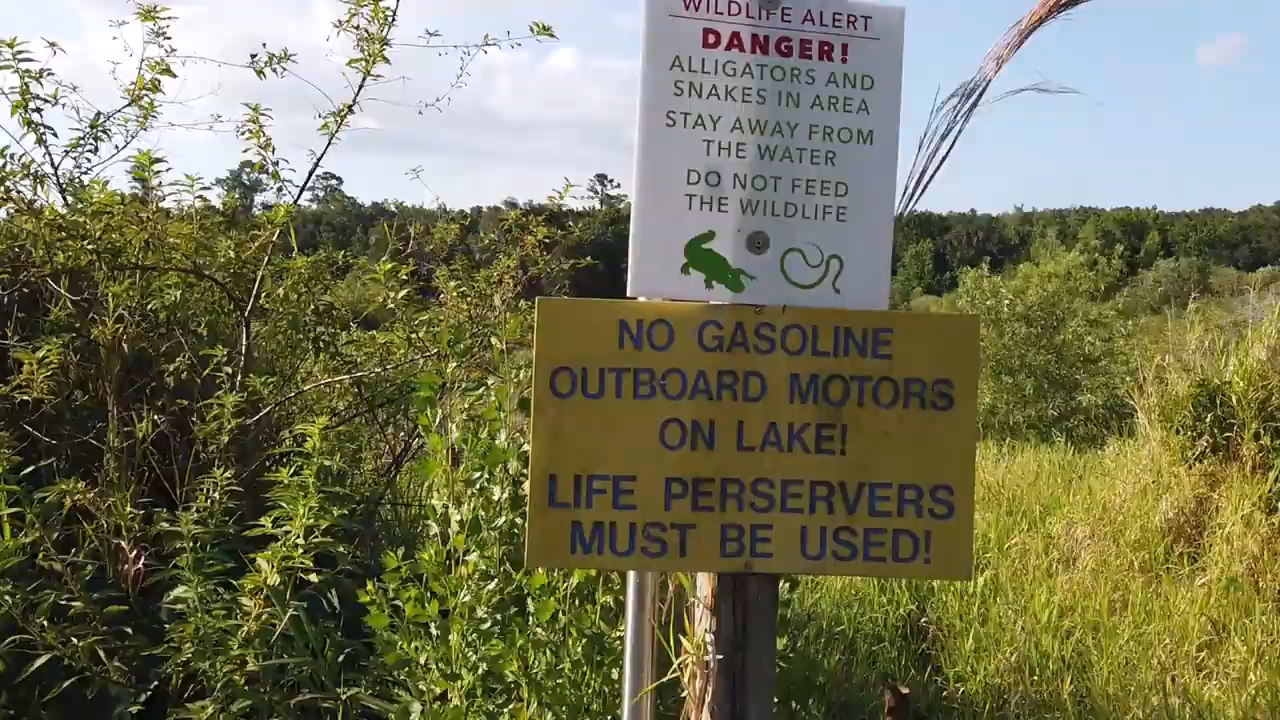 WILDLIFE ALERT
DANGER!
ALLIGATORS AND
SNAKES IN AREA
STAY AWAY FROM
THE WATER
DO NOT FEED
THE WILDLIFE
NO GASOLINE
OUTBOARD MOTORS
ON LAKE!
LIFE PERSERVERS
MUST BE USED!